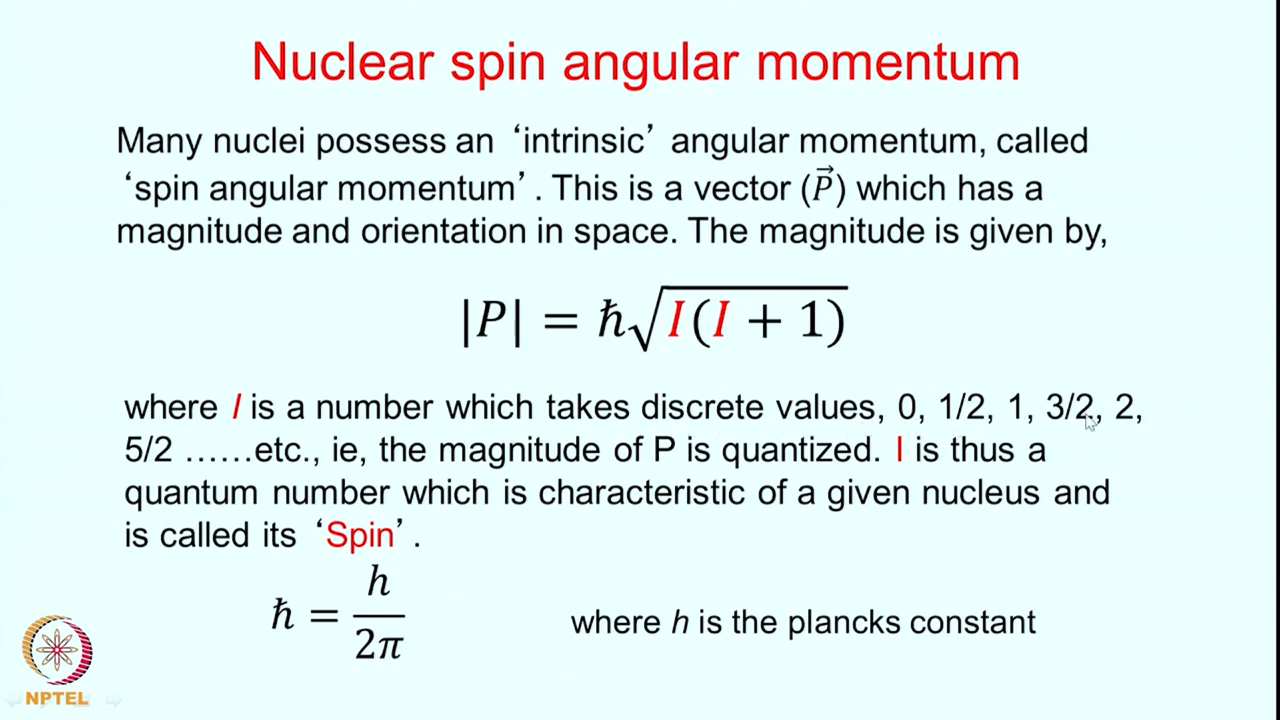 Nuclear spin angular momentum
Many nuclei possess an ‘intrinsic’ angular momentum, called
‘spin angular momentum’. This is a vector (P⃗) which has a
magnitude and orientation in space. The magnitude is given by,
|P| = ℏ√I(I + 1)
where I is a number which takes discrete values, 0, 1/2, 1, 3/2, 2,
5/2 ......etc., ie, the magnitude of P is quantized. I is thus a
quantum number which is characteristic of a given nucleus and
is called its ‘Spin’.
ℏ = h/2π
where h is the plancks constant
NPTEL